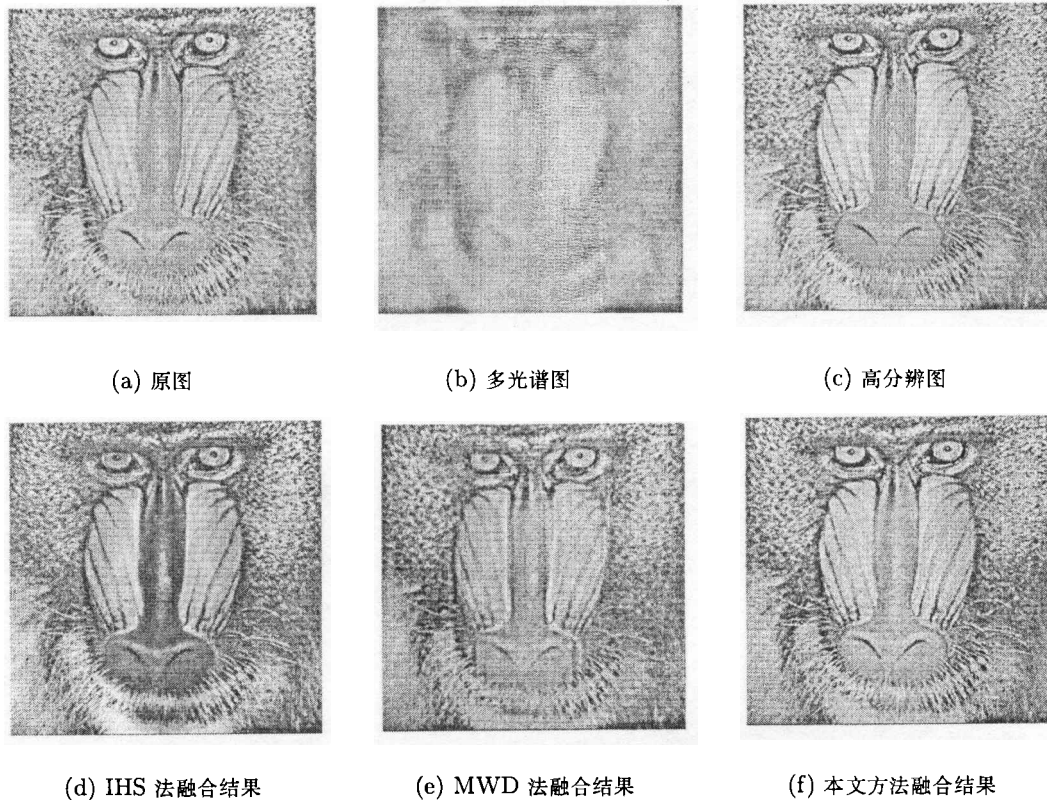 (a) 原图
(b) 多光谱图
(c) 高分辨图
(d) IHS 法融合结果
(e) MWD 法融合结果
(f) 本文方法融合结果